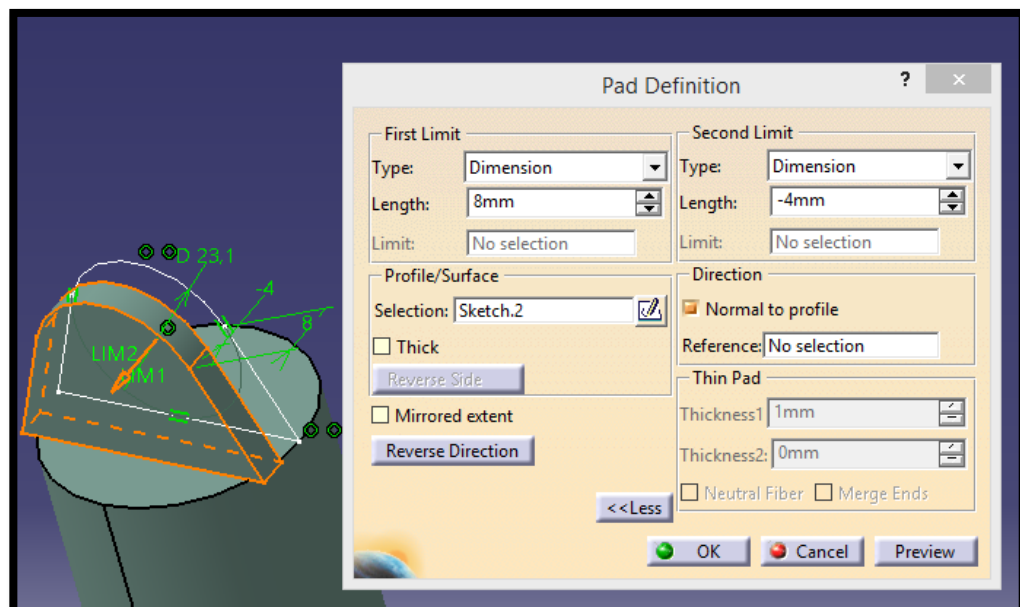 Pad Definition
?
First Limit
Type: Dimension
Length: 8mm
Limit: No selection
Second Limit
Type: Dimension
Length: -4mm
Limit: No selection
Profile/Surface
Selection: Sketch.2
Thick
Reverse Side
Mirrored extent
Reverse Direction
Direction
Normal to profile
Reference: No selection
Thin Pad
Thickness1 1mm
Thickness2: 0mm
Neutral Fiber Merge Ends
<<Less
OK Cancel Preview
D 23,1
-4
8
LIM2
LIM1